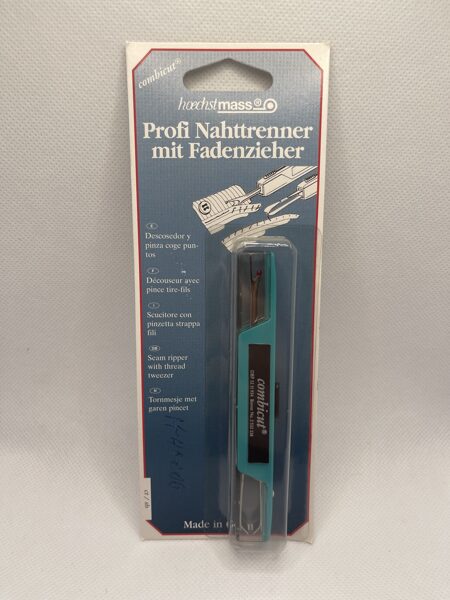 combicut®
hoechstmass®
Profi Nahttrenner
mit Fadenzieher
E
Descosedor y
pinza coge pun-
tos
F
Découseur avec
pince tire-fils
I
Scucitore con
pinzetta strappa
fili
GB
Seam ripper
with thread
tweezer
Tornmesje met
garen pincet
combicut®
Made in